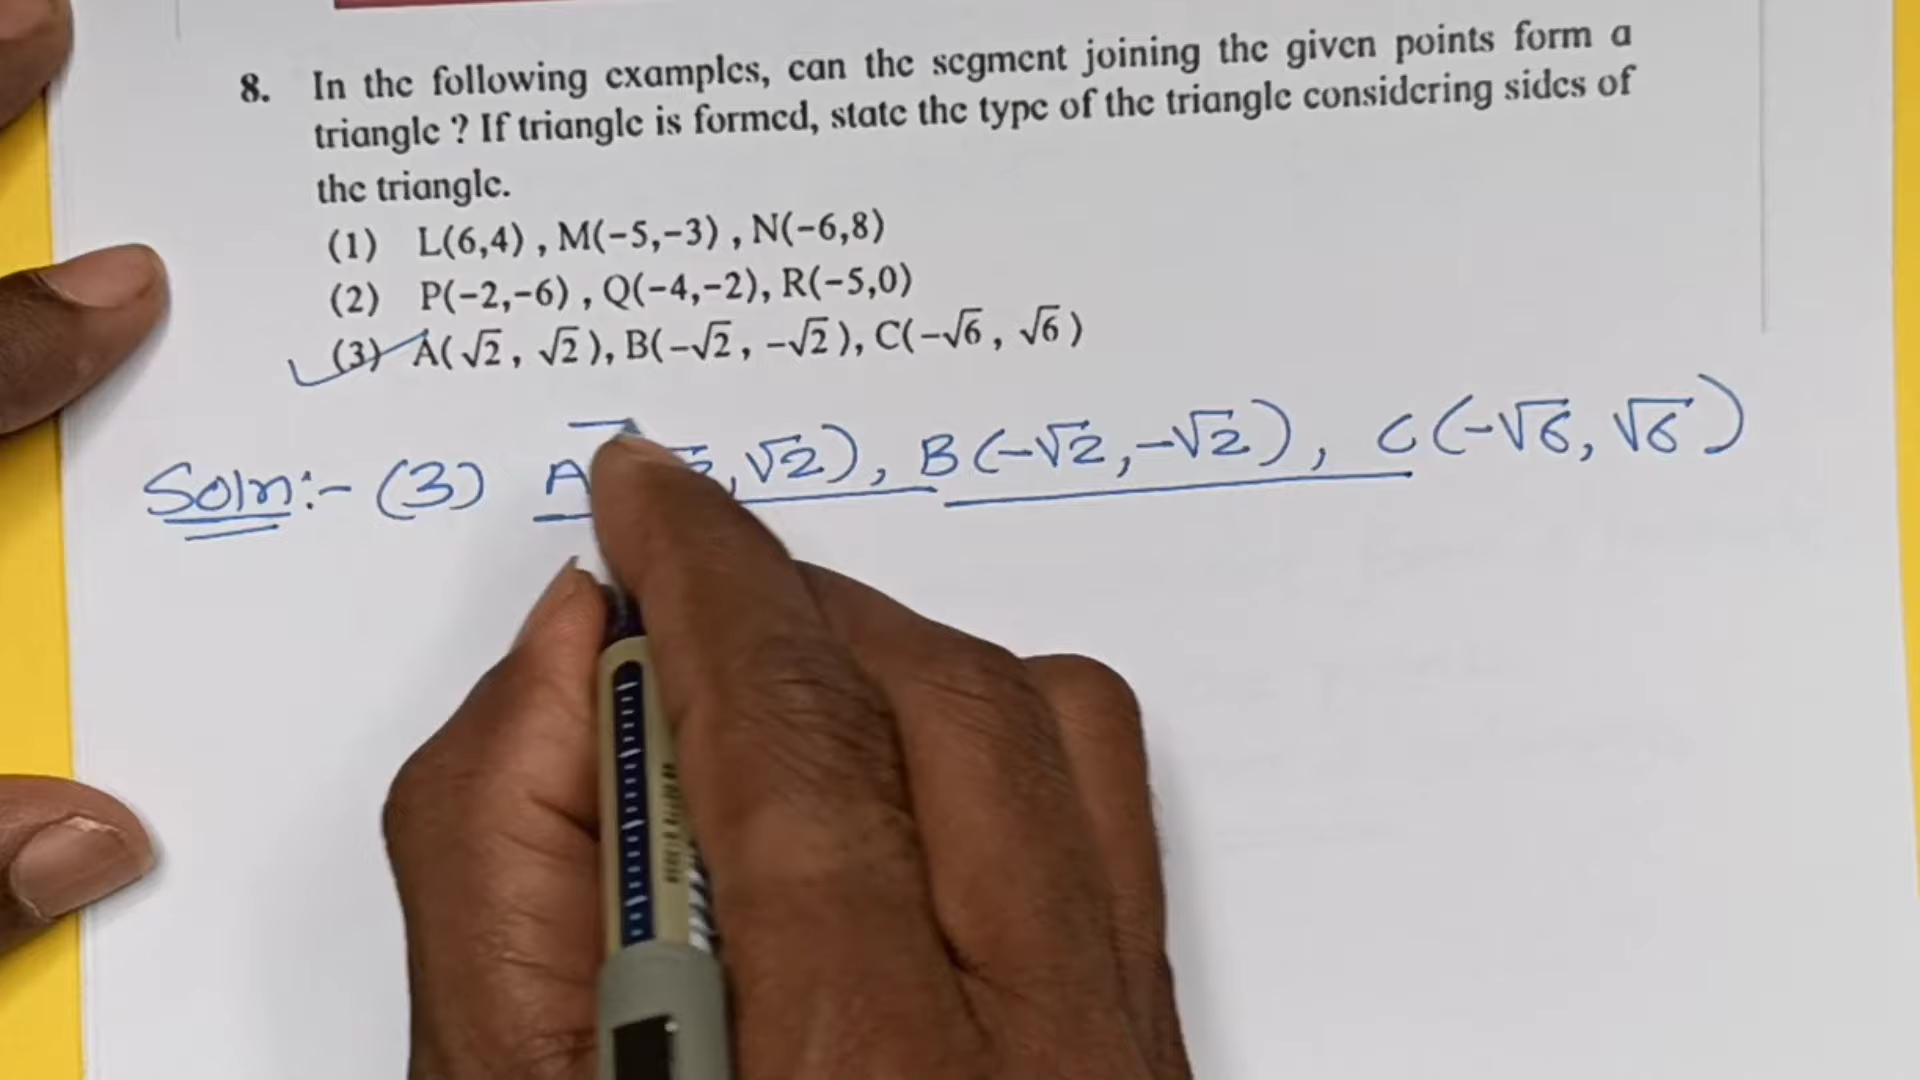 8. In the following examples, can the segment joining the given points form a
triangle ? If triangle is formed, state the type of the triangle considering sides of
the triangle.
(1) L(6,4) , M(-5,-3) , N(-6,8)
(2) P(-2,-6) , Q(-4,-2), R(-5,0)
(3) A( √2 , √2 ), B( -√2 , -√2 ), C( -√6 , √6 )
Soln:- (3) A ,√2), B(-√2,-√2), C(-√6, √6)